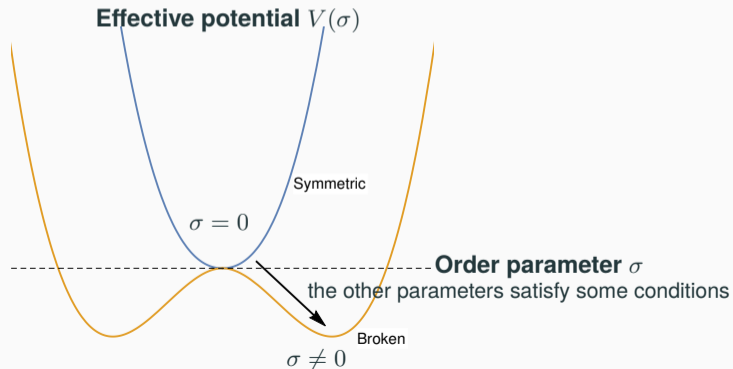 Effective potential V(σ)
Symmetric
σ = 0
Order parameter σ
the other parameters satisfy some conditions
Broken
σ ≠ 0